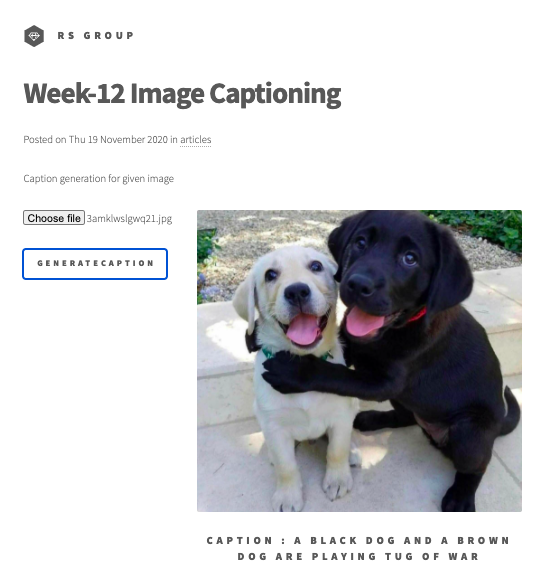 RS GROUP
Week-12 Image Captioning
Posted on Thu 19 November 2020 in articles
Caption generation for given image
Choose file 3amklwslgwq21.jpg
GENERATECAPTION
CAPTION : A BLACK DOG AND A BROWN
DOG ARE PLAYING TUG OF WAR